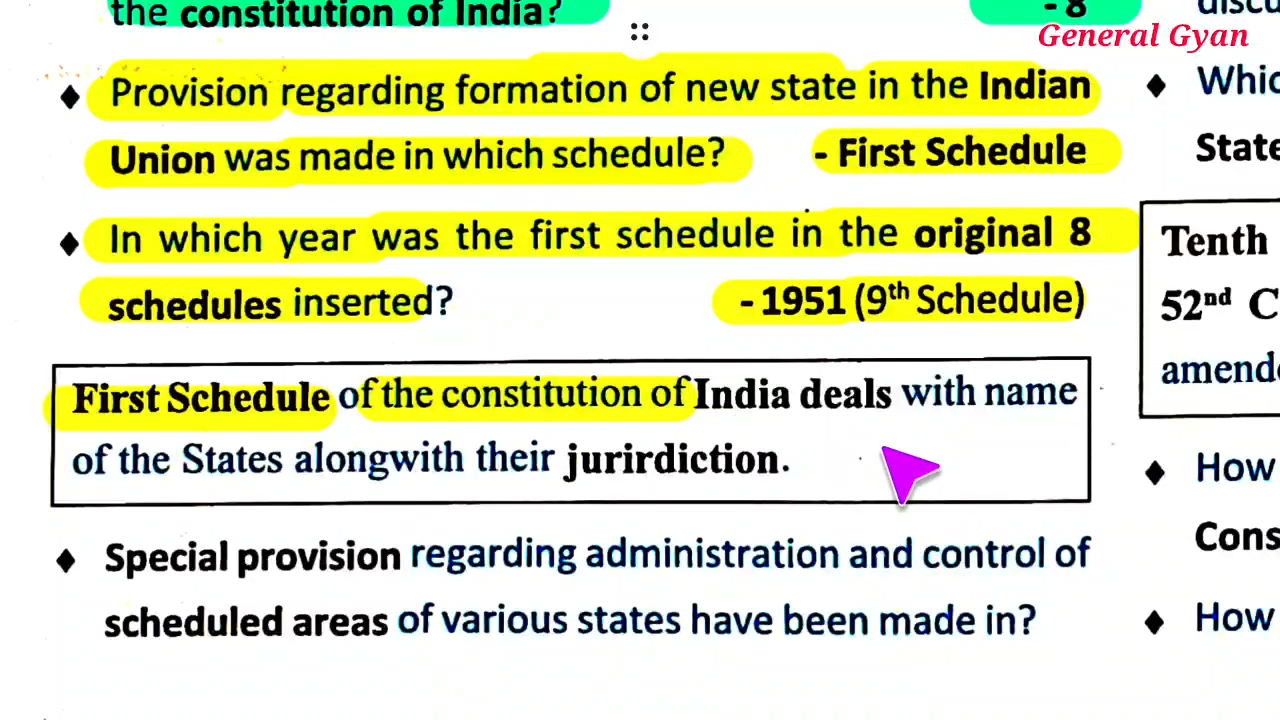 the constitution of India?
- 8
General Gyan
Provision regarding formation of new state in the Indian
Union was made in which schedule? - First Schedule
In which year was the first schedule in the original 8
schedules inserted? - 1951 (9th Schedule)
First Schedule of the constitution of India deals with name
of the States alongwith their jurirdiction.
Special provision regarding administration and control of
scheduled areas of various states have been made in?
State
Tenth
52nd C
amend
How
Cons
How